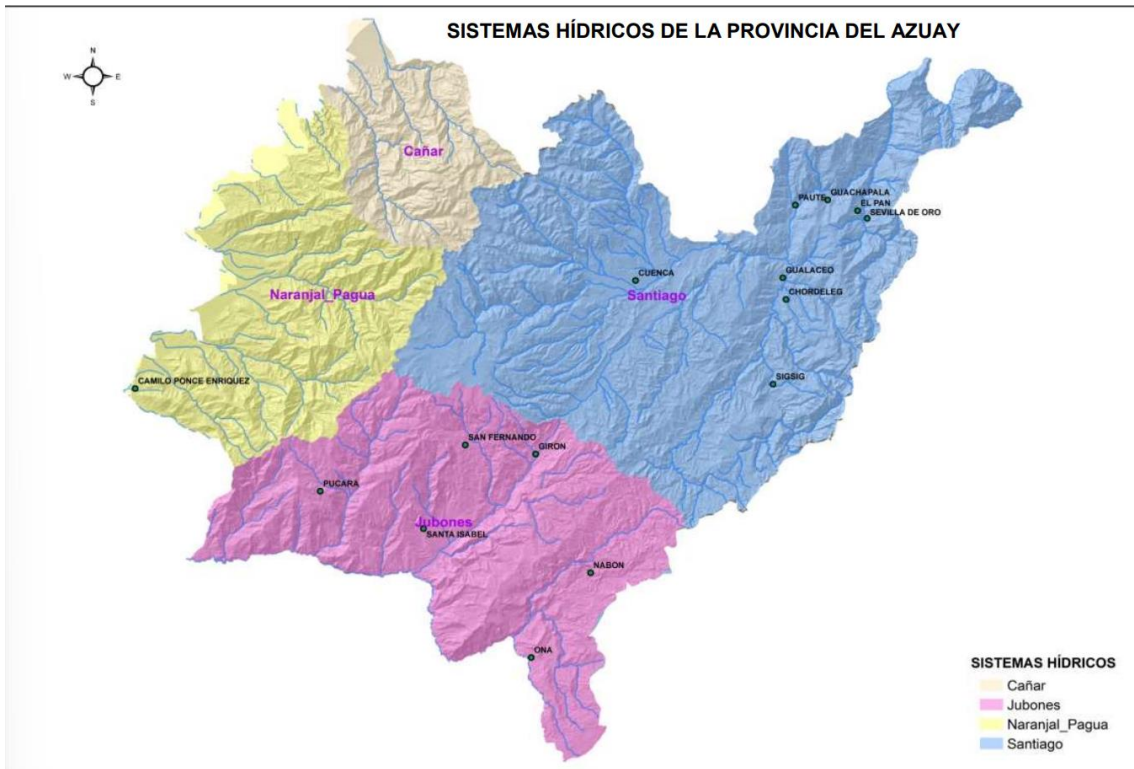 SISTEMAS HÍDRICOS DE LA PROVINCIA DEL AZUAY
N
W E
S
Cañar
GUACHAPALA
PAUTE
EL PAN
SEVILLA DE ORO
CUENCA
GUALACEO
Naranjal_Pagua
Santiago
CHORDELEG
CAMILO PONCE ENRIQUEZ
SIGSIG
SAN FERNANDO
GIRON
PUCARA
Jubones
SANTA ISABEL
NABON
ONA
SISTEMAS HÍDRICOS
Cañar
Jubones
Naranjal_Pagua
Santiago